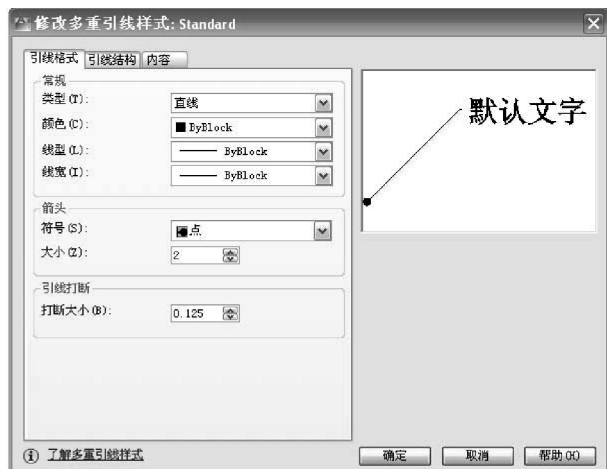 修改多重引线样式: Standard
引线格式 引线结构 内容
常规
类型(T): 直线
颜色(C): ByBlock
线型(L): ByBlock
线宽(I): ByBlock
箭头
符号(S): 点
大小(Z): 2
引线打断
打断大小(B): 0.125
默认文字
了解多重引线样式
确定 取消 帮助(H)